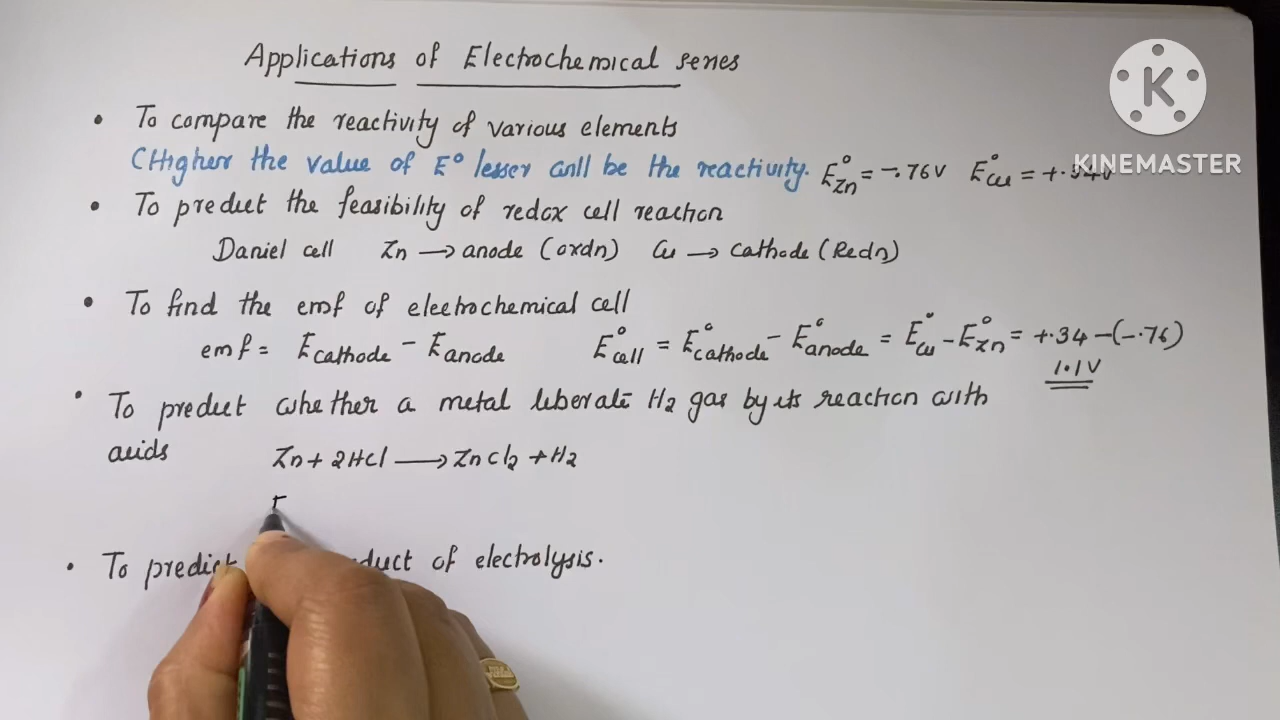 Applications of Electrochemical series
• To compare the reactivity of various elements
(Higher the value of E° lesser will be the reactivity. E°Zn = -.76V E°Cu = +.34V
KINEMASTER
• To predict the feasibility of redox cell reaction
Daniel cell Zn → anode (oxdn) Cu → cathode (Redn)
• To find the emf of electrochemical cell
emf = Ecathode - Eanode E°cell = E°cathode - E°anode = E°Cu - E°Zn = +.34 - (-.76)
1.1V
• To predict whether a metal liberate H2 gas by its reaction with
acids Zn + 2HCl → ZnCl2 + H2
• To predict product of electrolysis.